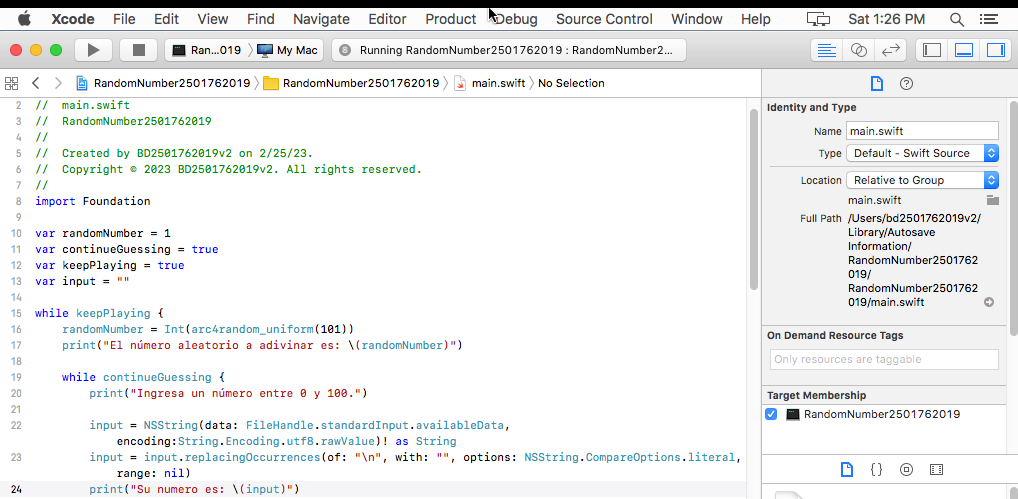 Xcode File Edit View Find Navigate Editor Product Debug Source Control Window Help Sat 1:26 PM
Ran...019 My Mac 8 Running RandomNumber2501762019 : RandomNumber2...
RandomNumber2501762019 RandomNumber2501762019 main.swift No Selection
2 //  main.swift
3 //  RandomNumber2501762019
4 //
5 //  Created by BD2501762019v2 on 2/25/23.
6 //  Copyright © 2023 BD2501762019v2. All rights reserved.
7 //
8 import Foundation
9
10 var randomNumber = 1
11 var continueGuessing = true
12 var keepPlaying = true
13 var input = ""
14
15 while keepPlaying {
16     randomNumber = Int(arc4random_uniform(101))
17     print("El número aleatorio a adivinar es: \(randomNumber)")
18
19     while continueGuessing {
20         print("Ingresa un número entre 0 y 100.")
21
22         input = NSString(data: FileHandle.standardInput.availableData,
            encoding:String.Encoding.utf8.rawValue)! as String
23         input = input.replacingOccurrences(of: "\n", with: "", options: NSString.CompareOptions.literal,
            range: nil)
24         print("Su numero es: \(input)")
Identity and Type
Name main.swift
Type Default - Swift Source
Location Relative to Group
main.swift
Full Path /Users/bd2501762019v2/
Library/Autosave
Information/
RandomNumber2501762
019/
RandomNumber2501762
019/main.swift
On Demand Resource Tags
Only resources are taggable
Target Membership
RandomNumber2501762019